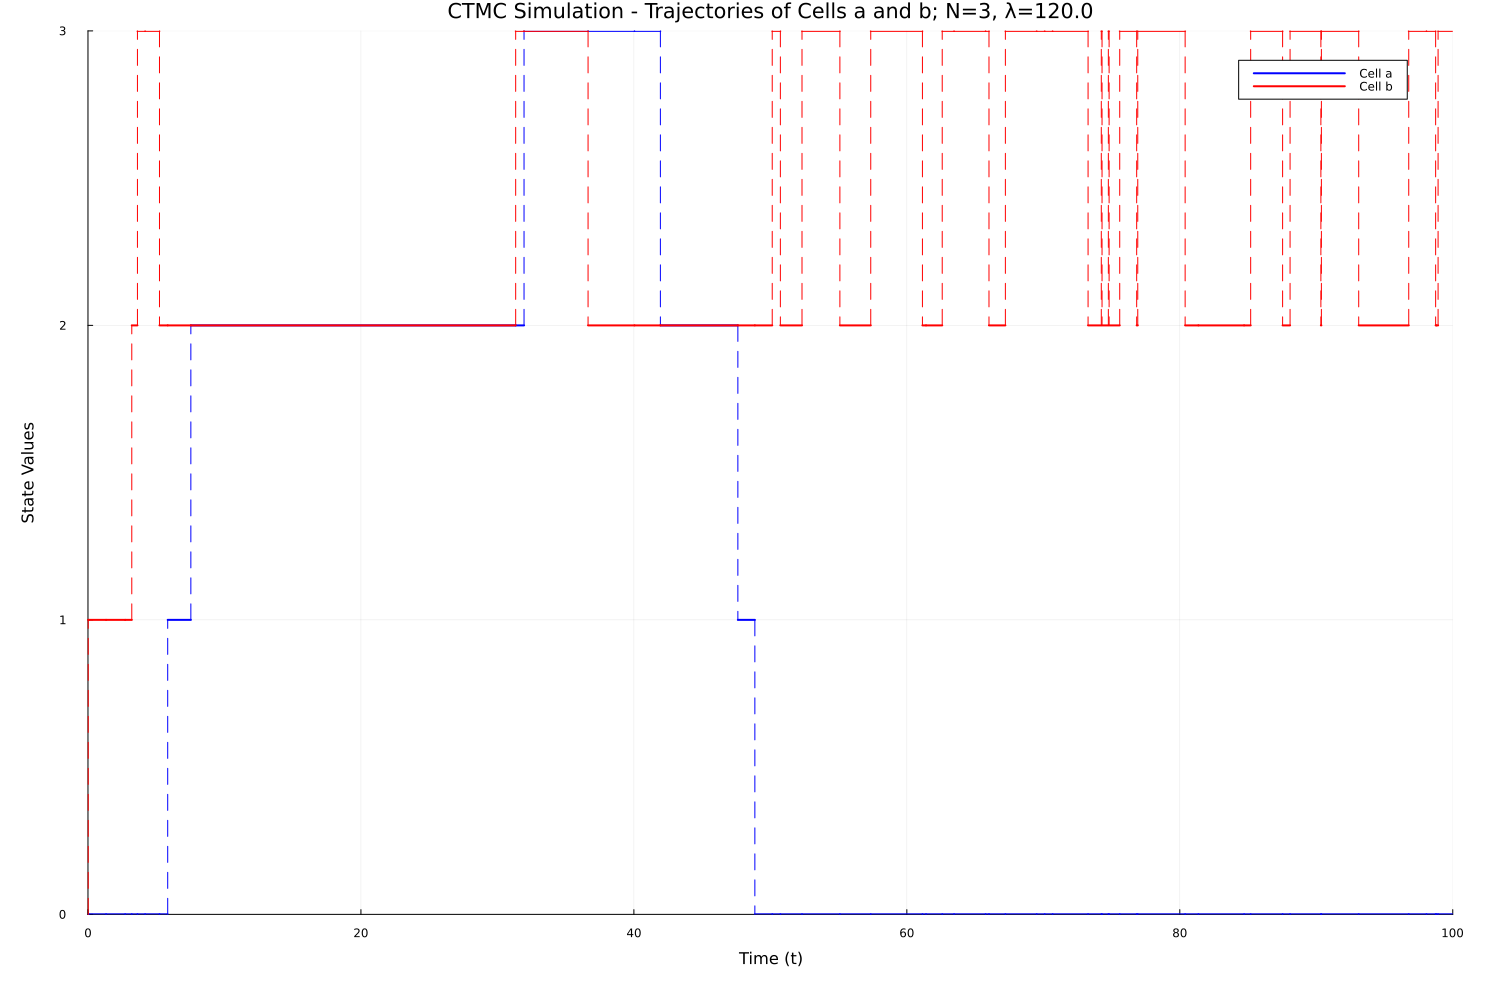 CTMC Simulation - Trajectories of Cells a and b; N=3, λ=120.0
3
Cell a
Cell b
2
State Values
1
0
0 20 40 60 80 100
Time (t)